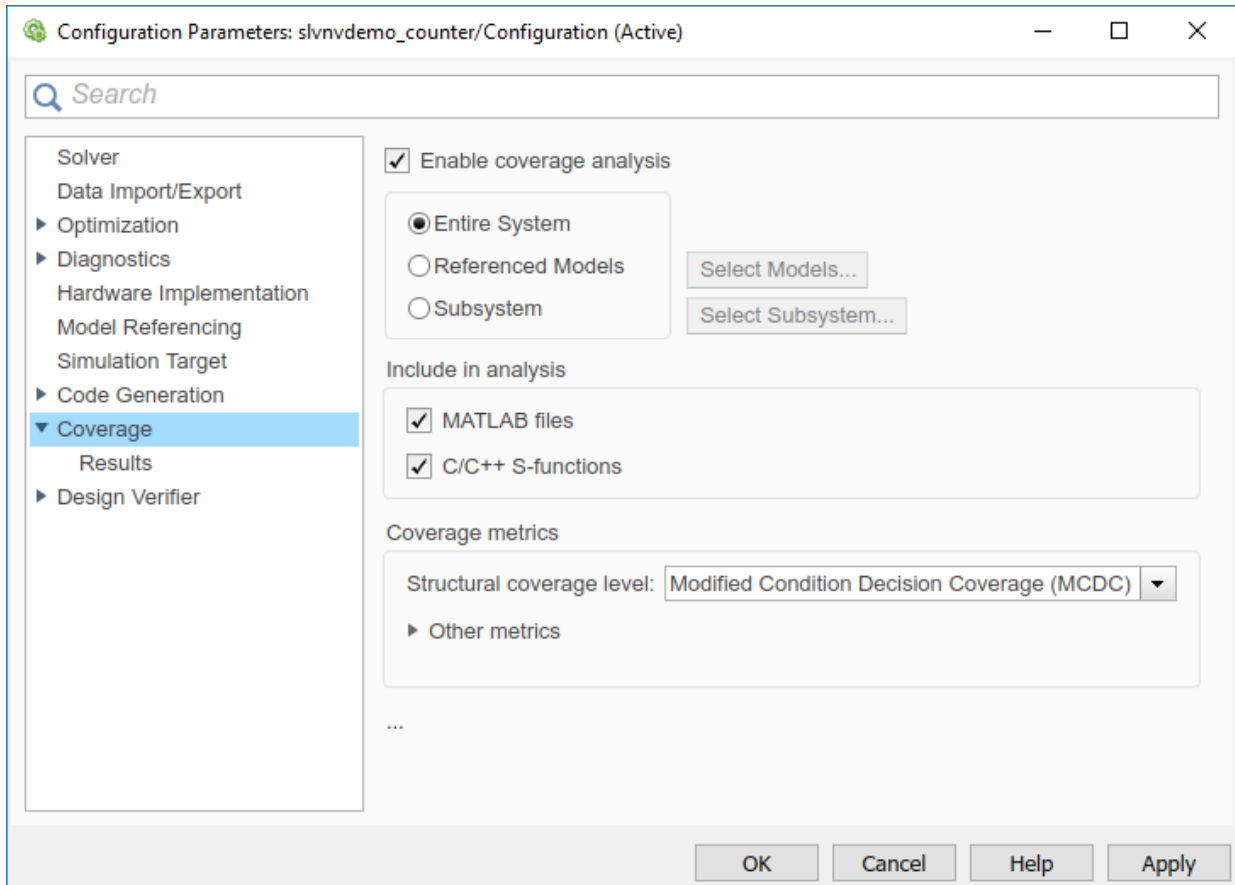 Configuration Parameters: slvnvdemo_counter/Configuration (Active)
Search
Solver
Data Import/Export
Optimization
Diagnostics
Hardware Implementation
Model Referencing
Simulation Target
Code Generation
Coverage
Results
Design Verifier
Enable coverage analysis
Entire System
Referenced Models
Select Models...
Subsystem
Select Subsystem...
Include in analysis
MATLAB files
C/C++ S-functions
Coverage metrics
Structural coverage level: Modified Condition Decision Coverage (MCDC)
Other metrics
...
OK Cancel Help Apply